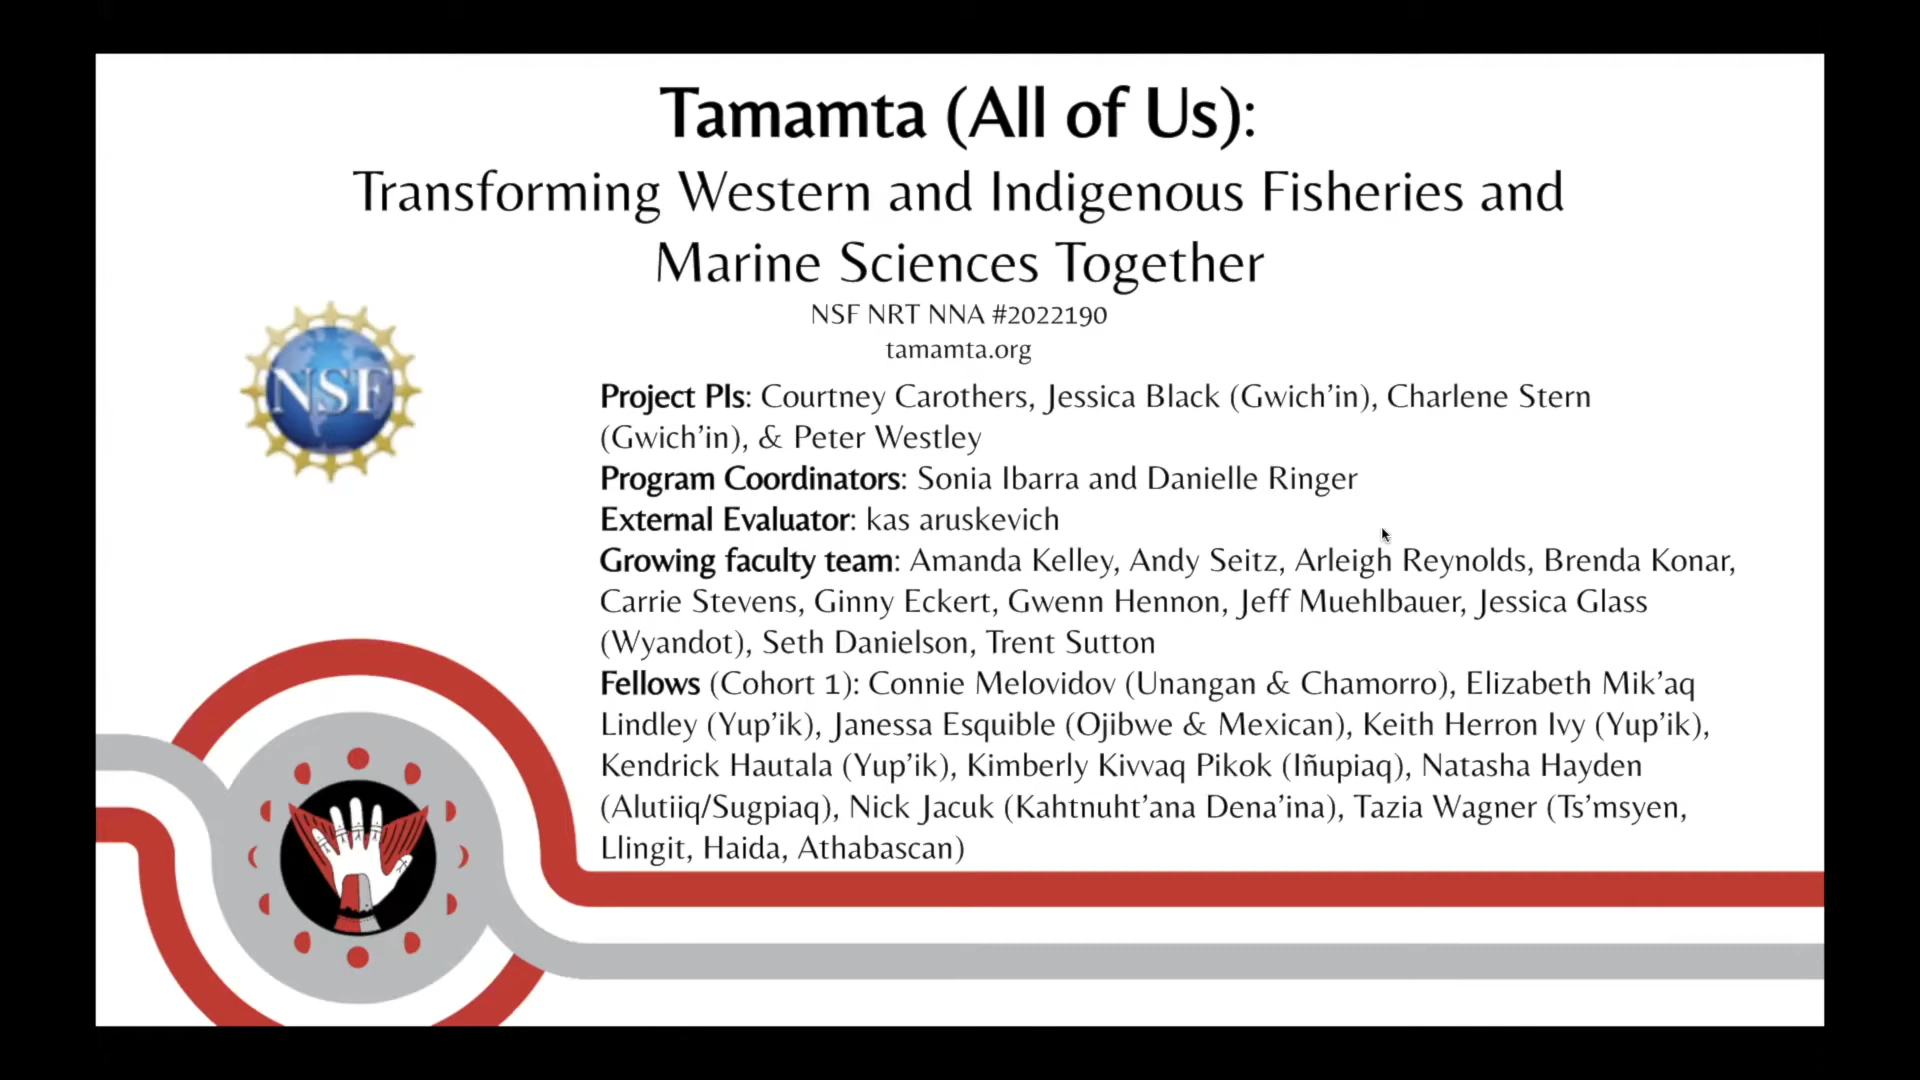 Tamamta (All of Us):
Transforming Western and Indigenous Fisheries and
Marine Sciences Together
NSF NRT NNA #2022190
tamamta.org
NSF
Project PIs: Courtney Carothers, Jessica Black (Gwich’in), Charlene Stern
(Gwich’in), & Peter Westley
Program Coordinators: Sonia Ibarra and Danielle Ringer
External Evaluator: kas aruskevich
Growing faculty team: Amanda Kelley, Andy Seitz, Arleigh Reynolds, Brenda Konar,
Carrie Stevens, Ginny Eckert, Gwenn Hennon, Jeff Muehlbauer, Jessica Glass
(Wyandot), Seth Danielson, Trent Sutton
Fellows (Cohort 1): Connie Melovidov (Unangan & Chamorro), Elizabeth Mik’aq
Lindley (Yup’ik), Janessa Esquible (Ojibwe & Mexican), Keith Herron Ivy (Yup’ik),
Kendrick Hautala (Yup’ik), Kimberly Kivvaq Pikok (Iñupiaq), Natasha Hayden
(Alutiiq/Sugpiaq), Nick Jacuk (Kahtnuht’ana Dena’ina), Tazia Wagner (Ts’msyen,
Llingit, Haida, Athabascan)